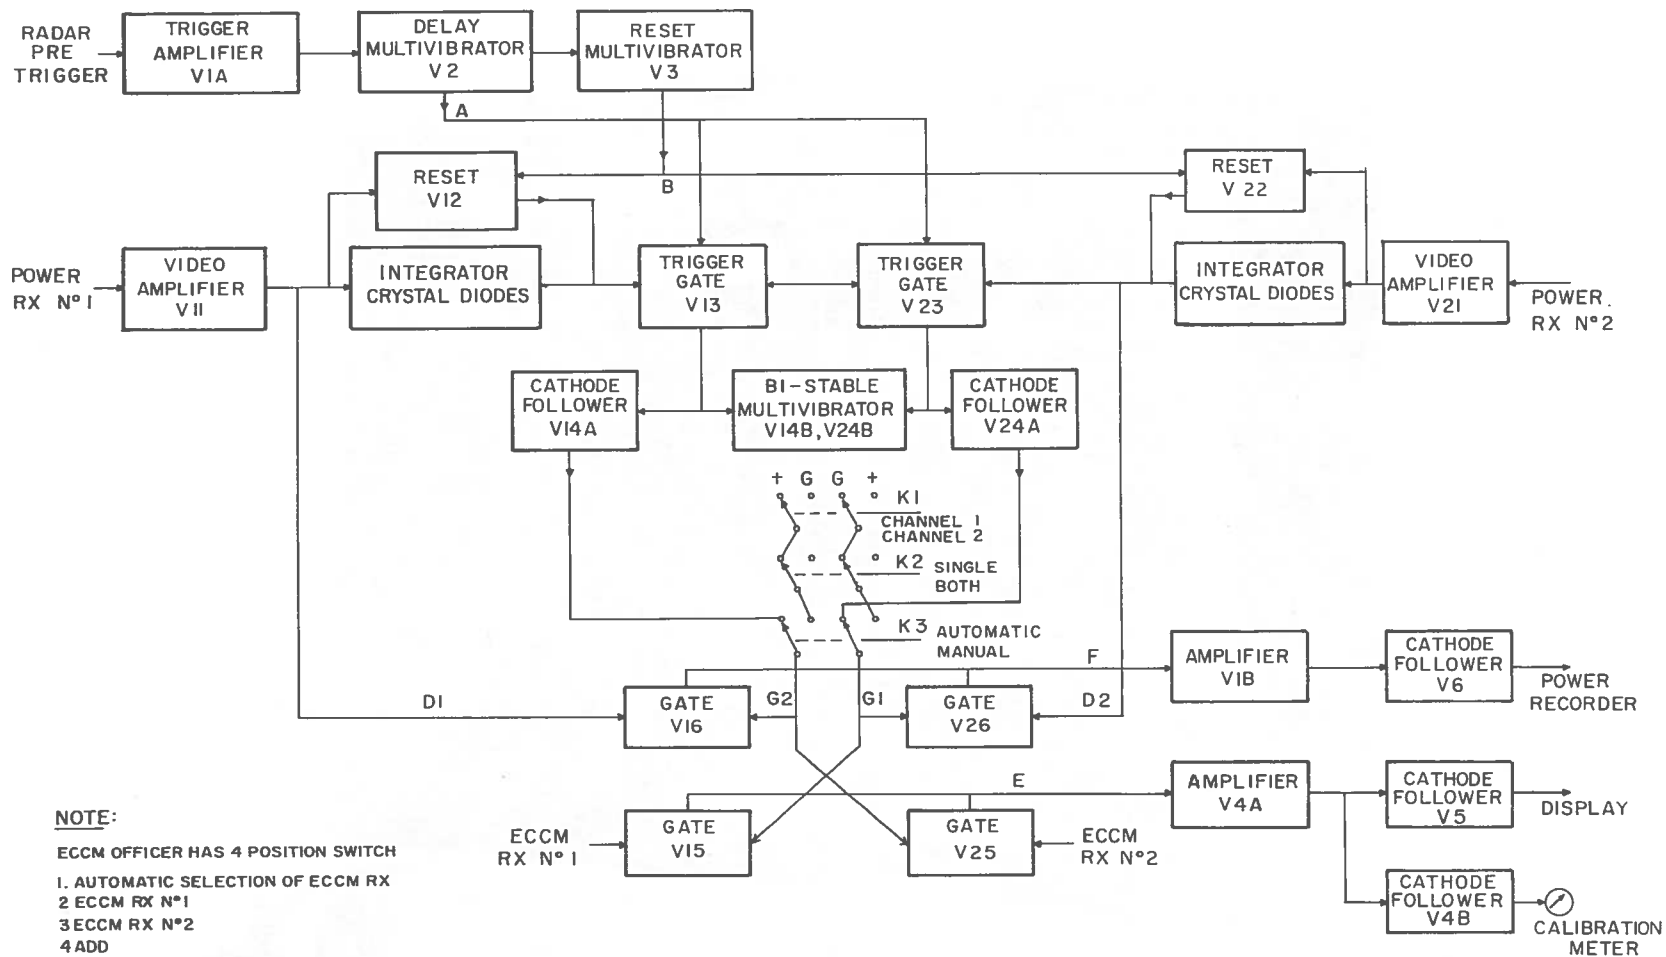 RADAR
PRE
TRIGGER
TRIGGER
AMPLIFIER
V1A
DELAY
MULTIVIBRATOR
V2
RESET
MULTIVIBRATOR
V3
A
B
RESET
V12
RESET
V 22
POWER
RX Nº1
VIDEO
AMPLIFIER
V11
INTEGRATOR
CRYSTAL DIODES
TRIGGER
GATE
V13
TRIGGER
GATE
V23
INTEGRATOR
CRYSTAL DIODES
VIDEO
AMPLIFIER
V21
POWER.
RX Nº2
CATHODE
FOLLOWER
V14A
BI-STABLE
MULTIVIBRATOR
V14B, V24B
CATHODE
FOLLOWER
V24A
+ G G +
K1
CHANNEL 1
CHANNEL 2
K2
SINGLE
BOTH
K3
AUTOMATIC
MANUAL
D1
GATE
V16
G2
G1
GATE
V26
D2
F
AMPLIFIER
V1B
CATHODE
FOLLOWER
V6
POWER
RECORDER
ECCM
RX Nº1
GATE
V15
GATE
V25
ECCM
RX Nº2
E
AMPLIFIER
V4A
CATHODE
FOLLOWER
V5
DISPLAY
CATHODE
FOLLOWER
V4B
CALIBRATION
METER
NOTE:
ECCM OFFICER HAS 4 POSITION SWITCH
1. AUTOMATIC SELECTION OF ECCM RX
2 ECCM RX Nº1
3 ECCM RX Nº2
4 ADD